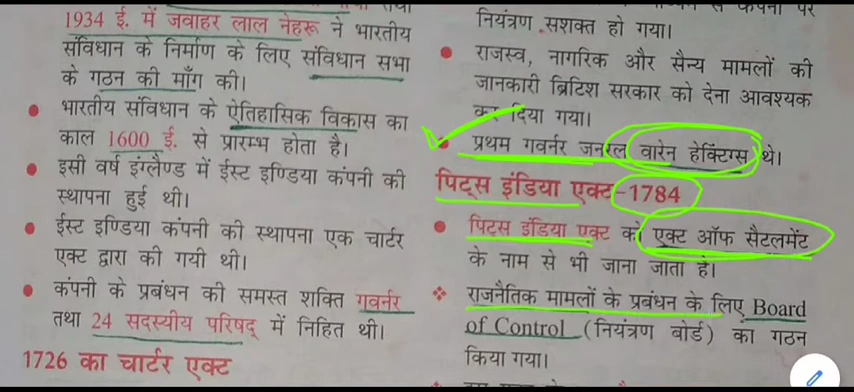 1934 ई. में जवाहर लाल नेहरू ने भारतीय
संविधान के निर्माण के लिए संविधान सभा
के गठन की माँग की।
भारतीय संविधान के ऐतिहासिक विकास का
काल 1600 ई. से प्रारम्भ होता है।
इसी वर्ष इंग्लैण्ड में ईस्ट इण्डिया कंपनी की
स्थापना हुई थी।
ईस्ट इण्डिया कंपनी की स्थापना एक चार्टर
एक्ट द्वारा की गयी थी।
कंपनी के प्रबंधन की समस्त शक्ति गवर्नर
तथा 24 सदस्यीय परिषद् में निहित थी।
1726 का चार्टर एक्ट
नियंत्रण सशक्त हो गया।
राजस्व, नागरिक और सैन्य मामलों की
जानकारी ब्रिटिश सरकार को देना आवश्यक
कर दिया गया।
प्रथम गवर्नर जनरल वारेन हेक्टिंग्स थे।
पिट्स इंडिया एक्ट-1784
पिट्स इंडिया एक्ट को एक्ट ऑफ सैटलमेंट
के नाम से भी जाना जाता है।
राजनैतिक मामलों के प्रबंधन के लिए Board
of Control (नियंत्रण बोर्ड) का गठन
किया गया।